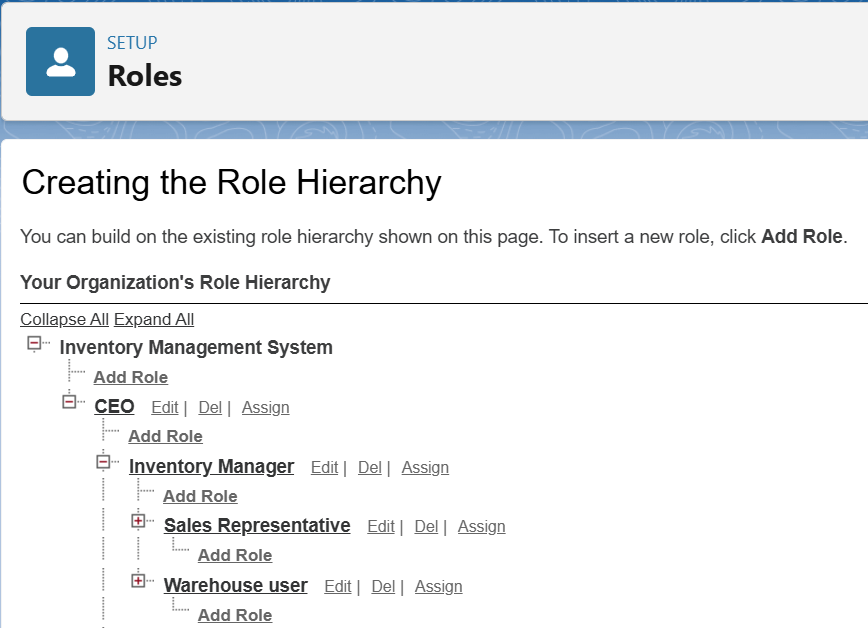 SETUP
Roles
Creating the Role Hierarchy
You can build on the existing role hierarchy shown on this page. To insert a new role, click Add Role.
Your Organization's Role Hierarchy
Collapse All Expand All
Inventory Management System
Add Role
CEO Edit | Del | Assign
Add Role
Inventory Manager Edit | Del | Assign
Add Role
Sales Representative Edit | Del | Assign
Add Role
Warehouse user Edit | Del | Assign
Add Role